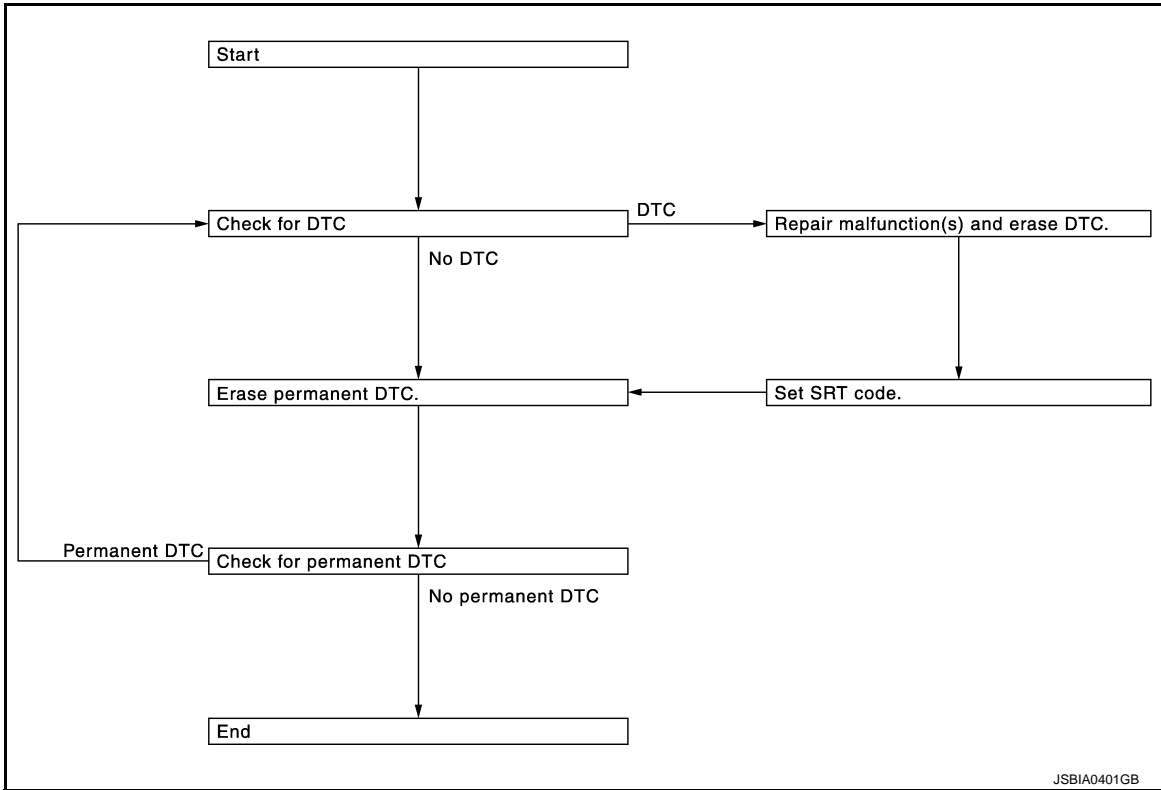 Start
Check for DTC
DTC
Repair malfunction(s) and erase DTC.
No DTC
Erase permanent DTC.
Set SRT code.
Permanent DTC
Check for permanent DTC
No permanent DTC
End
JSBIA0401GB